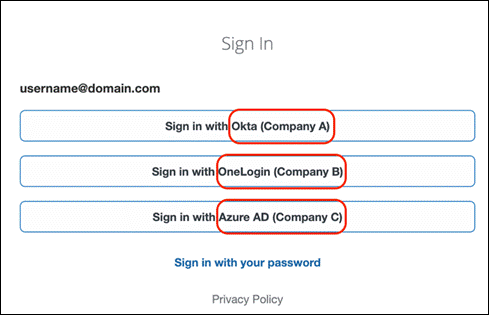 Sign In
username@domain.com
Sign in with Okta (Company A)
Sign in with OneLogin (Company B)
Sign in with Azure AD (Company C)
Sign in with your password
Privacy Policy